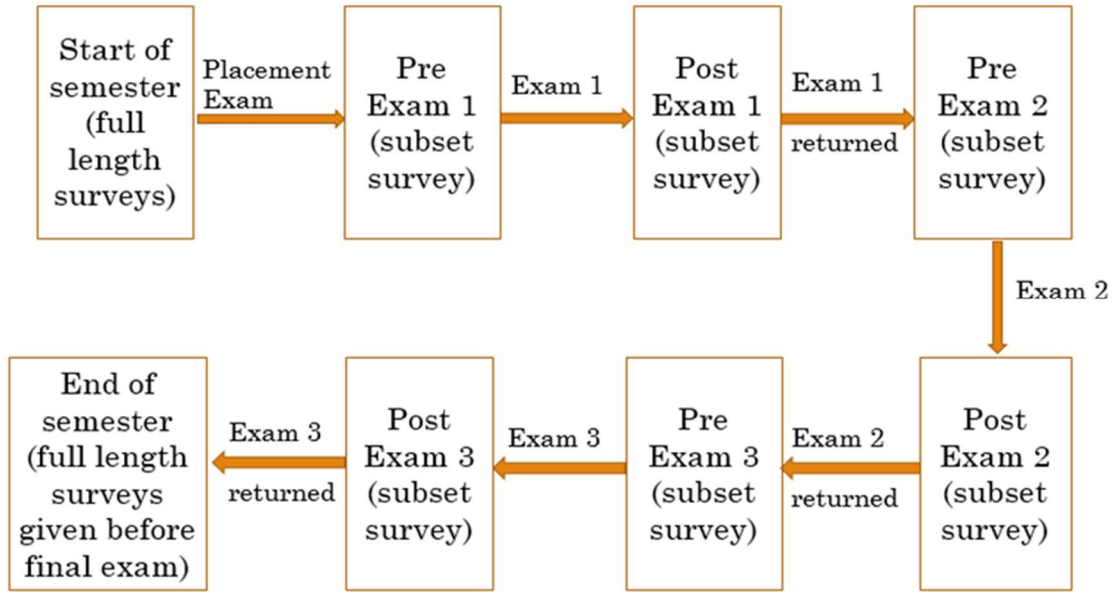 Start of
semester
(full
length
surveys)
Placement
Exam
Pre
Exam 1
(subset
survey)
Exam 1
Post
Exam 1
(subset
survey)
Exam 1
returned
Pre
Exam 2
(subset
survey)
Exam 2
Post
Exam 2
(subset
survey)
Exam 2
returned
Pre
Exam 3
(subset
survey)
Exam 3
Post
Exam 3
(subset
survey)
Exam 3
returned
End of
semester
(full length
surveys
given before
final exam)